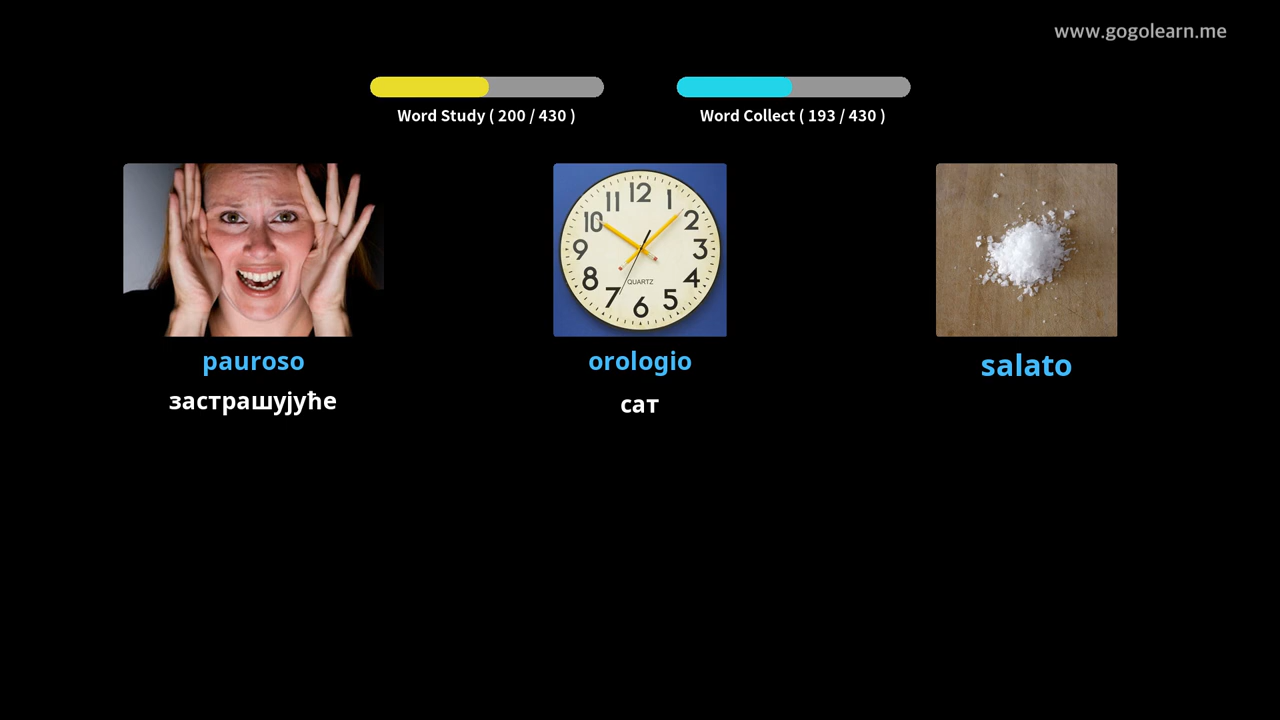 www.gogolearn.me
Word Study ( 200 / 430 )
Word Collect ( 193 / 430 )
12
1
2
3
4
5
6
7
8
9
10
11
QUARTZ
pauroso
orologio
salato
застрашујуће
сат